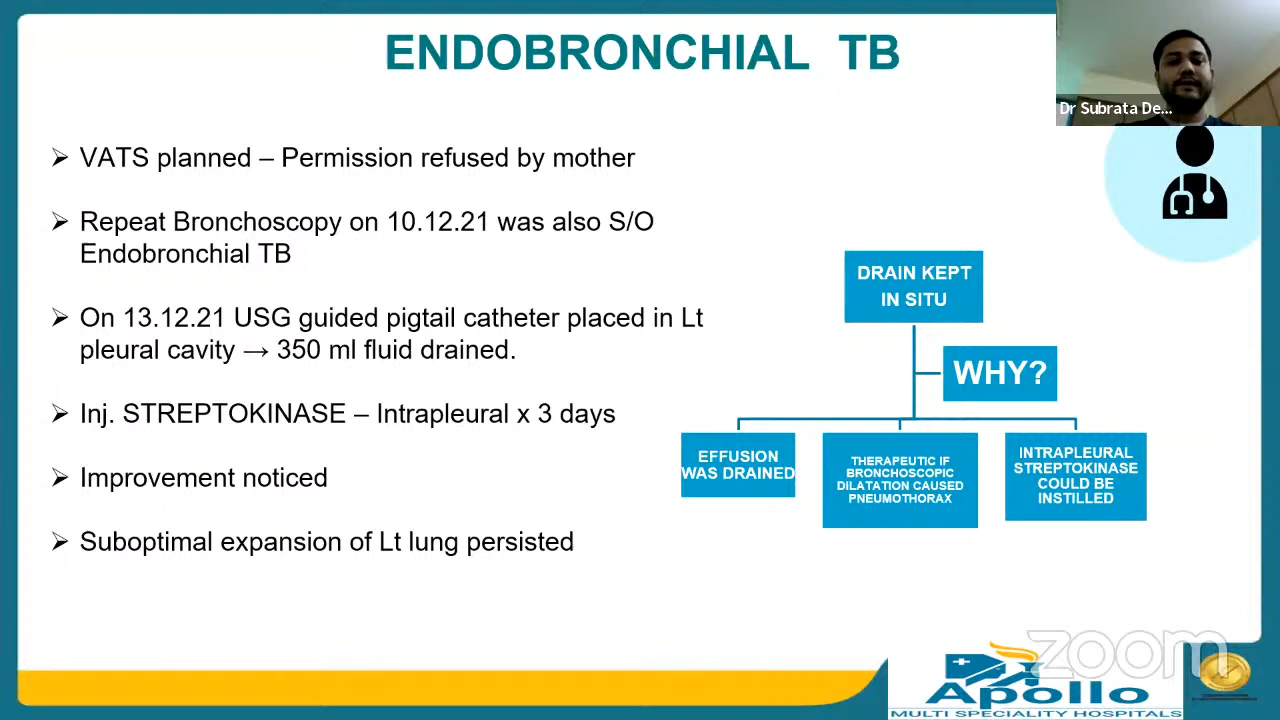 ENDOBRONCHIAL TB
Dr Subrata De...
➢ VATS planned – Permission refused by mother
➢ Repeat Bronchoscopy on 10.12.21 was also S/O
Endobronchial TB
➢ On 13.12.21 USG guided pigtail catheter placed in Lt
pleural cavity → 350 ml fluid drained.
➢ Inj. STREPTOKINASE – Intrapleural x 3 days
➢ Improvement noticed
➢ Suboptimal expansion of Lt lung persisted
DRAIN KEPT
IN SITU
WHY?
EFFUSION
WAS DRAINED
THERAPEUTIC IF
BRONCHOSCOPIC
DILATATION CAUSED
PNEUMOTHORAX
INTRAPLEURAL
STREPTOKINASE
COULD BE
INSTILLED
zoom
Apollo
MULTI SPECIALITY HOSPITALS